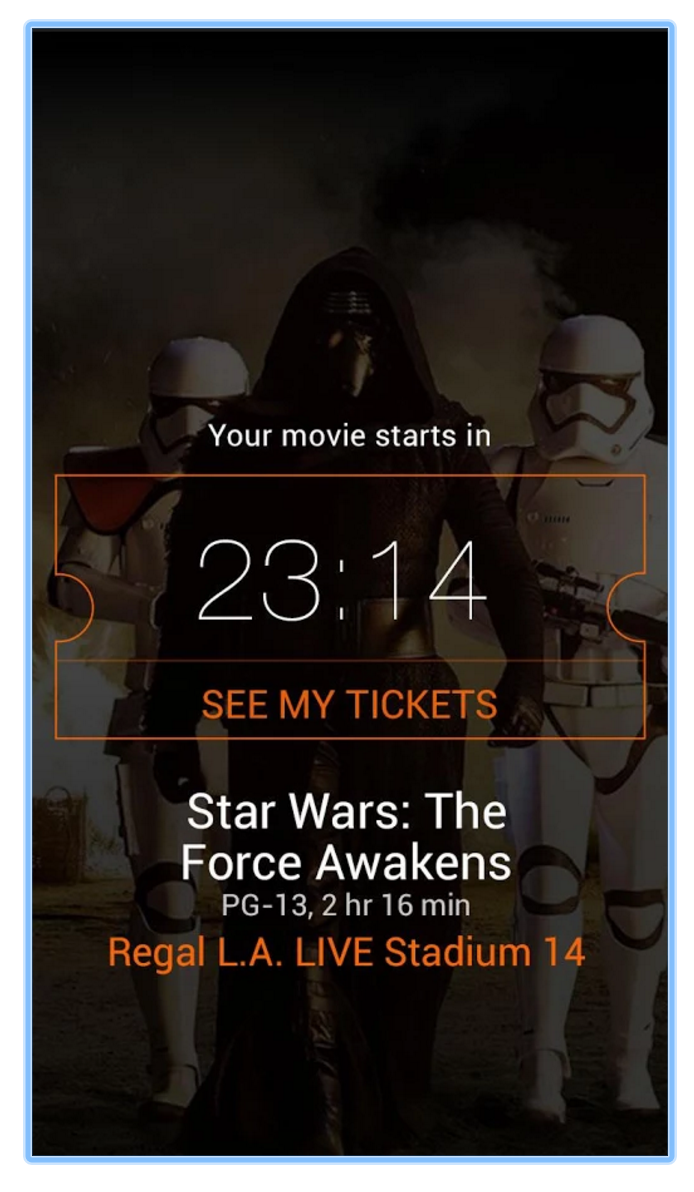 Your movie starts in
23:14
SEE MY TICKETS
Star Wars: The
Force Awakens
PG-13, 2 hr 16 min
Regal L.A. LIVE Stadium 14